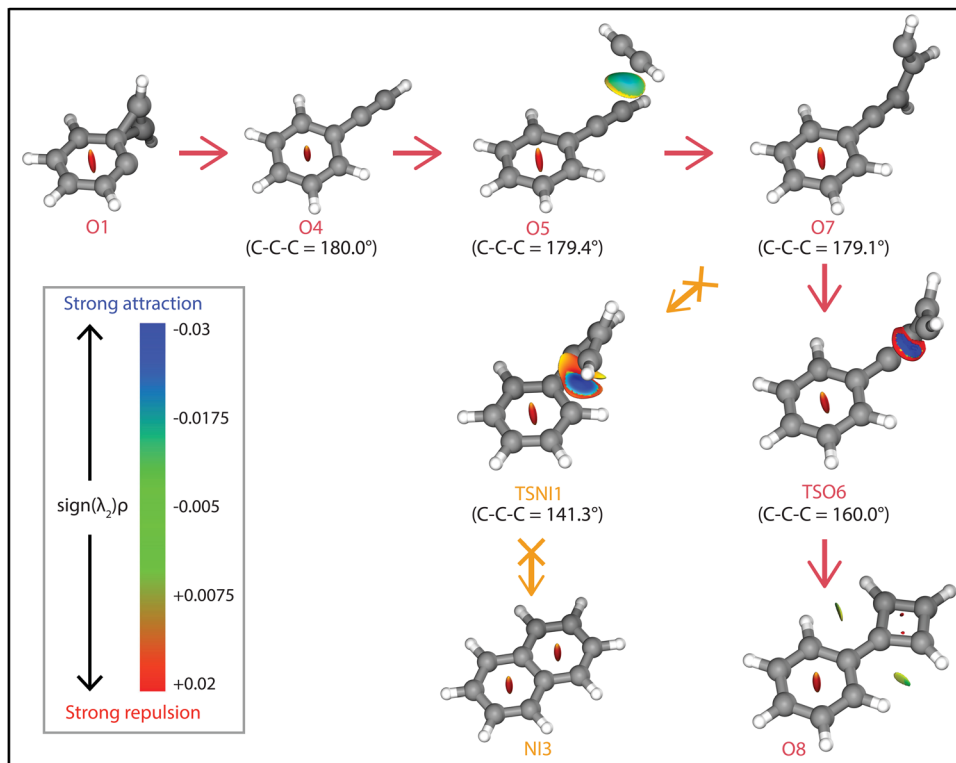 O1
O4
(C-C-C = 180.0°)
O5
(C-C-C = 179.4°)
O7
(C-C-C = 179.1°)
Strong attraction
-0.03
-0.0175
sign(λ₂)ρ
-0.005
+0.0075
+0.02
Strong repulsion
TSNI1
(C-C-C = 141.3°)
TSO6
(C-C-C = 160.0°)
NI3
O8